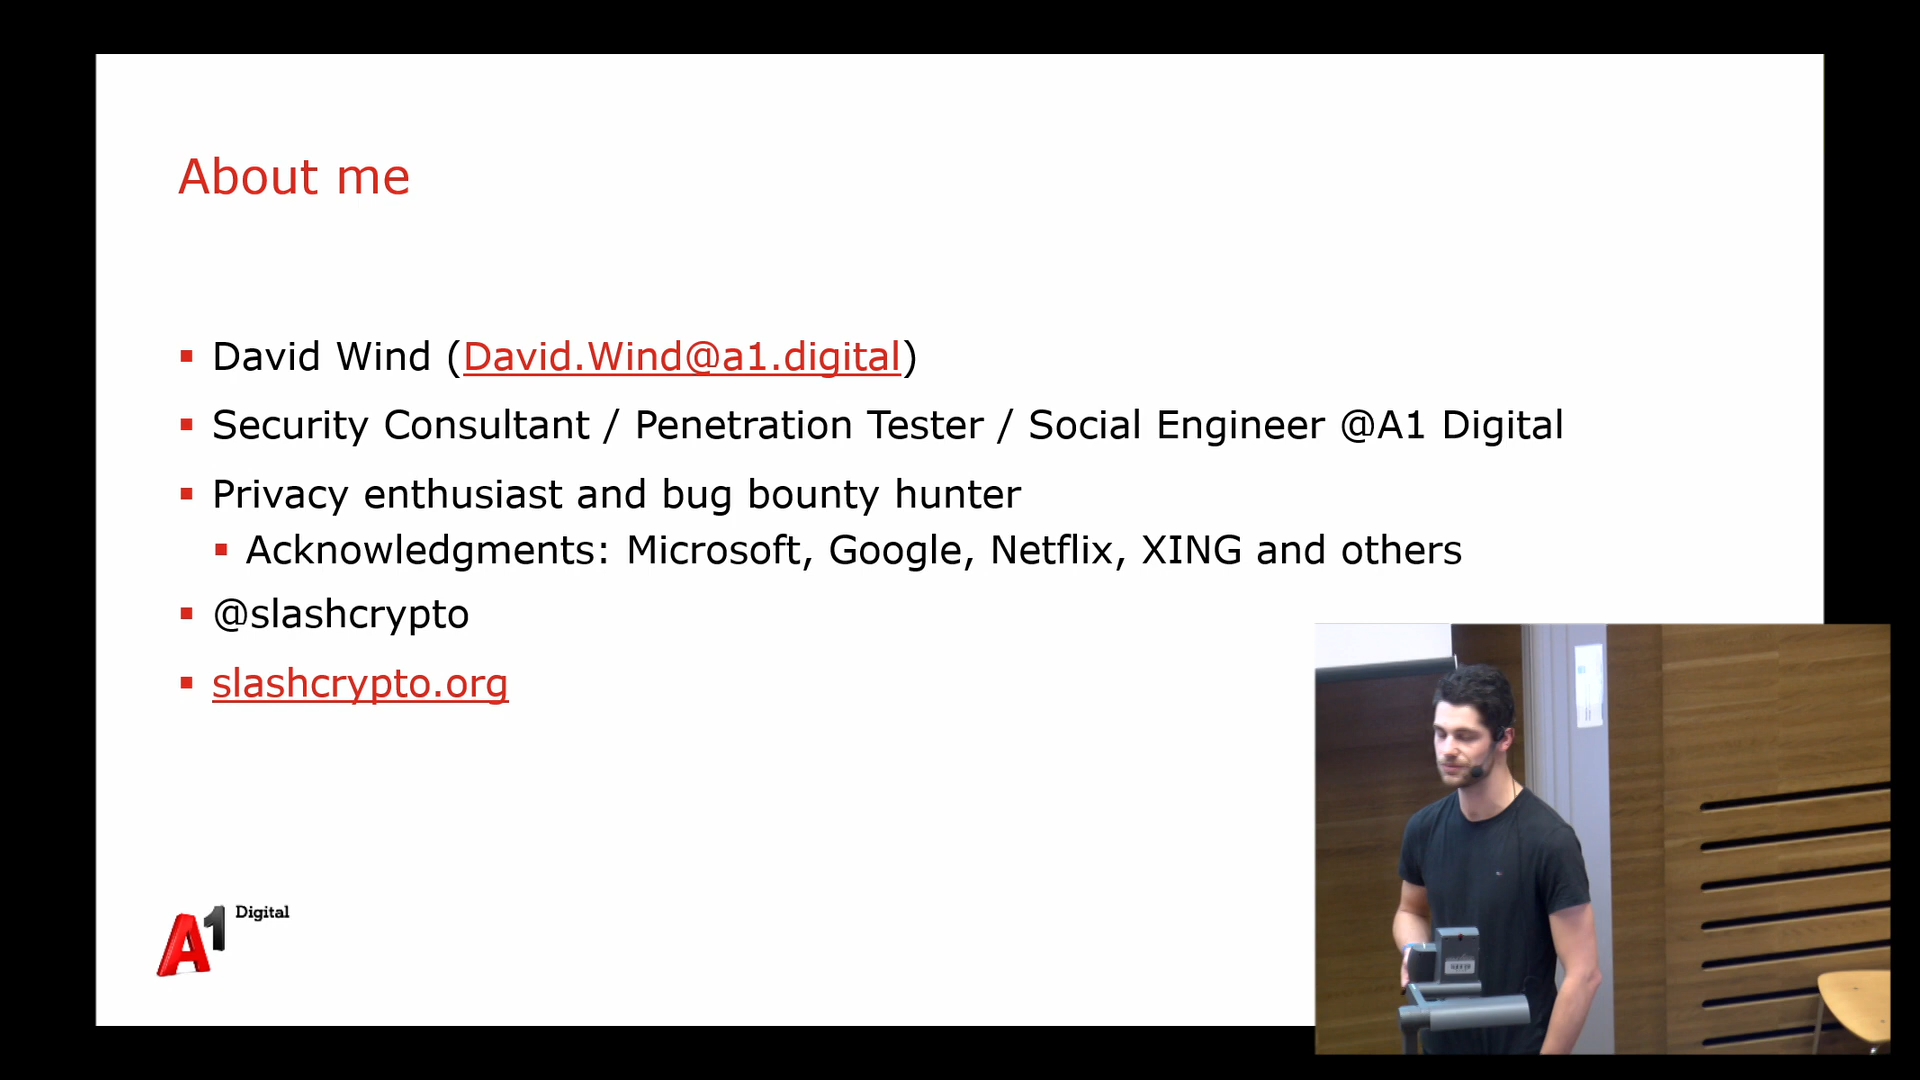 About me
David Wind (David.Wind@a1.digital)
Security Consultant / Penetration Tester / Social Engineer @A1 Digital
Privacy enthusiast and bug bounty hunter
Acknowledgments: Microsoft, Google, Netflix, XING and others
@slashcrypto
slashcrypto.org
A1 Digital